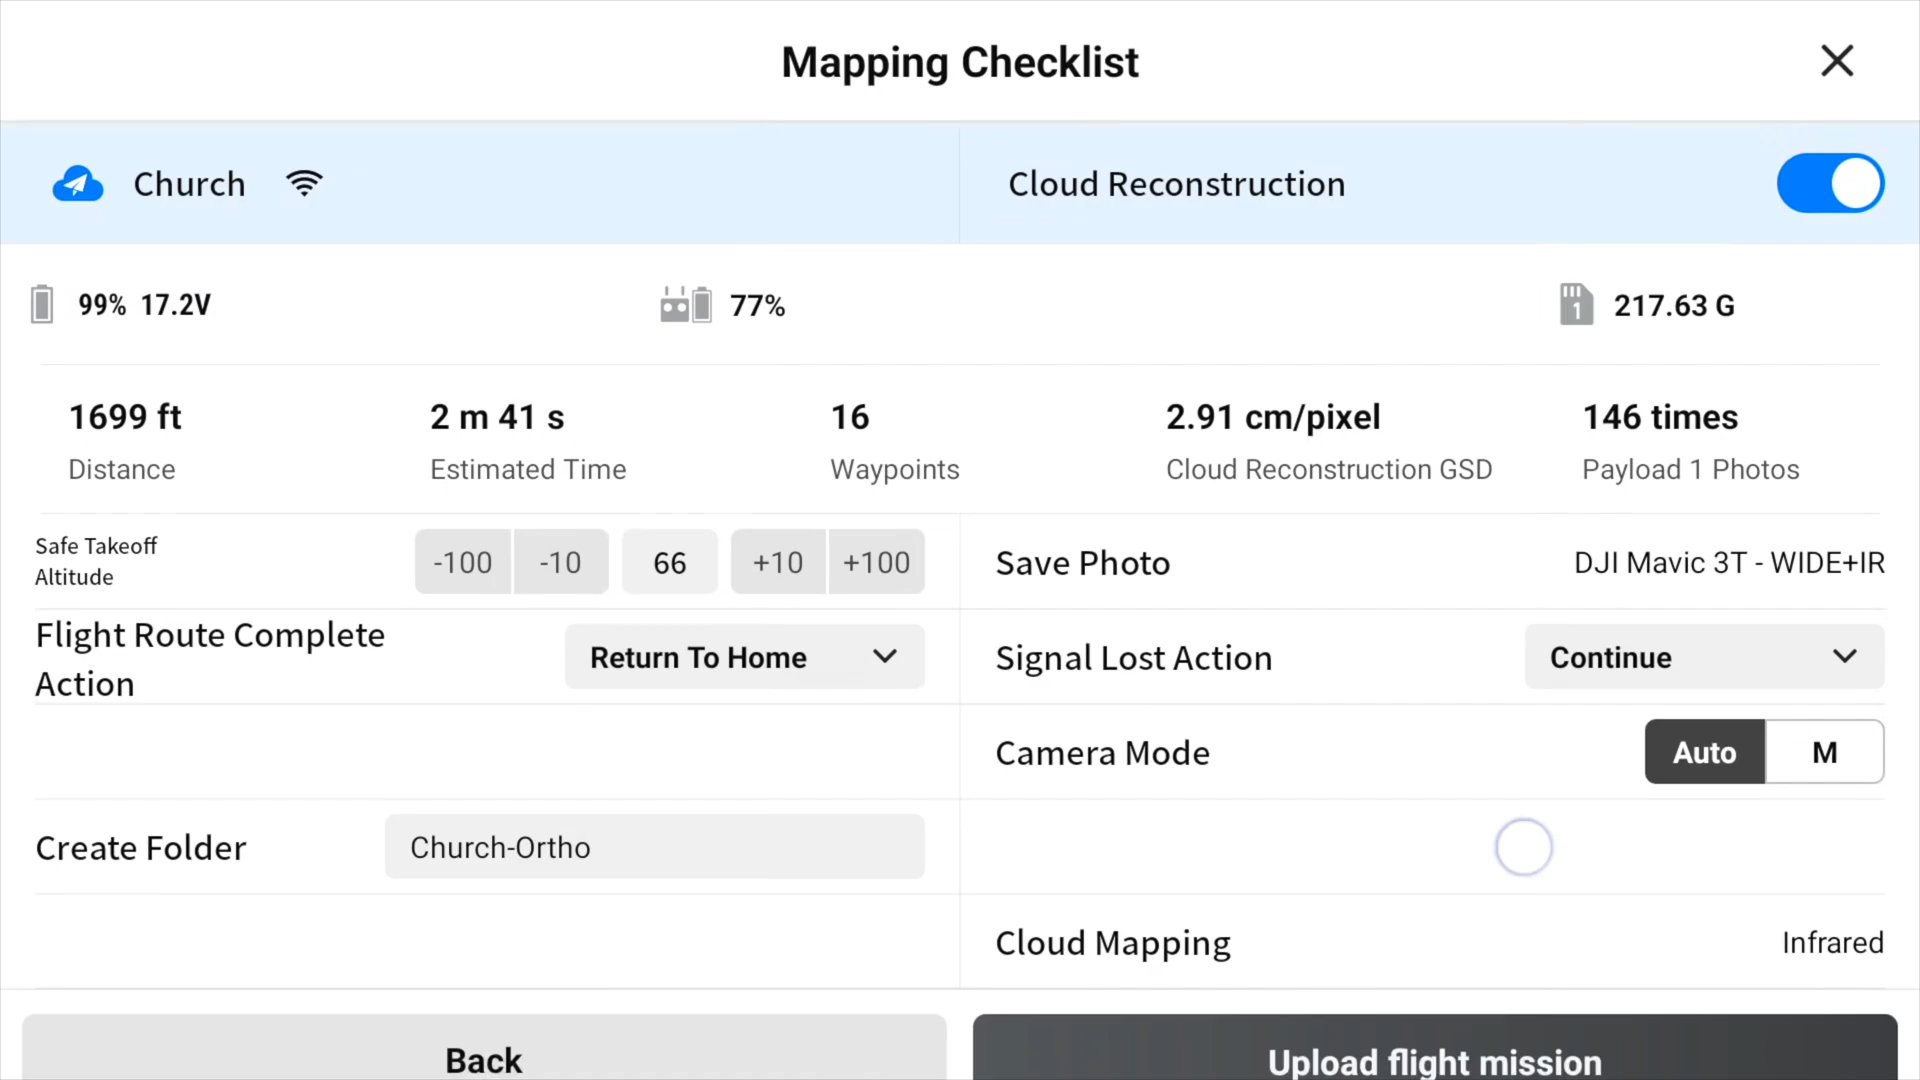 Mapping Checklist
Church
Cloud Reconstruction
99% 17.2V
77%
1
217.63 G
1699 ft
2 m 41 s
16
2.91 cm/pixel
146 times
Distance
Estimated Time
Waypoints
Cloud Reconstruction GSD
Payload 1 Photos
Safe Takeoff
Altitude
-100
-10
66
+10
+100
Save Photo
DJI Mavic 3T - WIDE+IR
Flight Route Complete
Action
Return To Home
Signal Lost Action
Continue
Camera Mode
Auto
M
Create Folder
Church-Ortho
Cloud Mapping
Infrared
Back
Upload flight mission